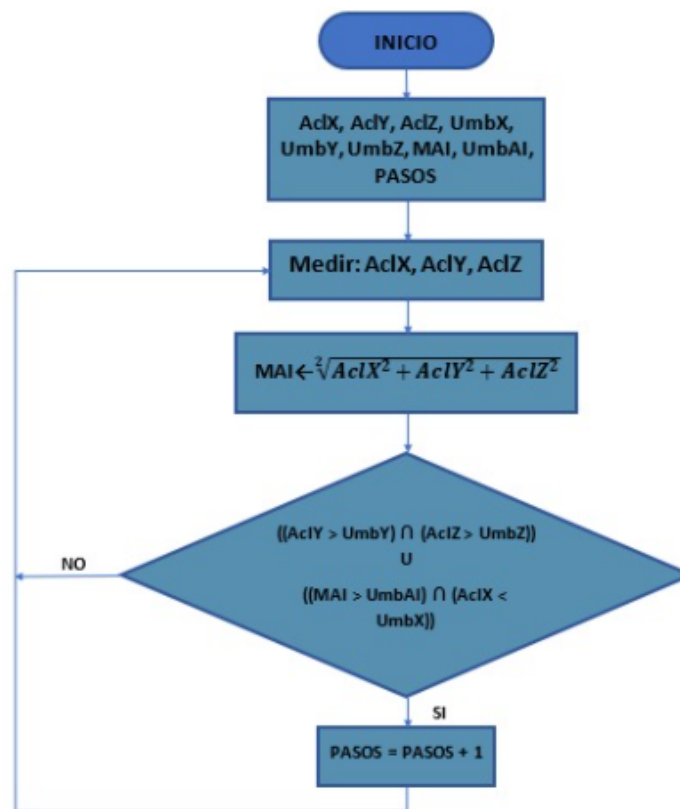 INICIO
AclX, AclY, AclZ, UmbX,
UmbY, UmbZ, MAI, UmbAI,
PASOS
Medir: AclX, AclY, AclZ
MAI←²√AclX² + AclY² + AclZ²
((AclY > UmbY) ∩ (AclZ > UmbZ))
U
((MAI > UmbAI) ∩ (AclX <
UmbX))
NO
SI
PASOS = PASOS + 1